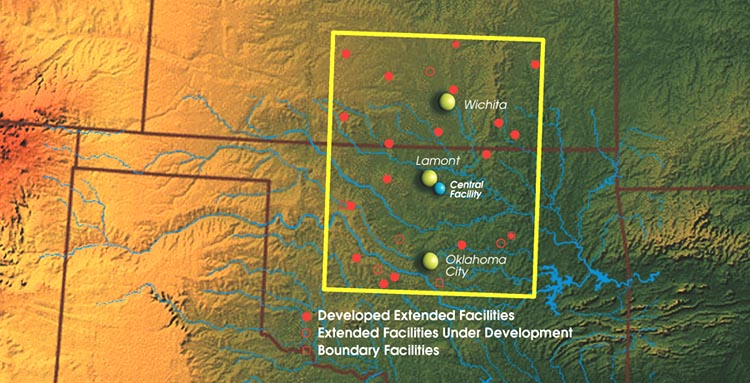 Wichita
Lamont
Central
Facility
Oklahoma
City
Developed Extended Facilities
Extended Facilities Under Development
Boundary Facilities